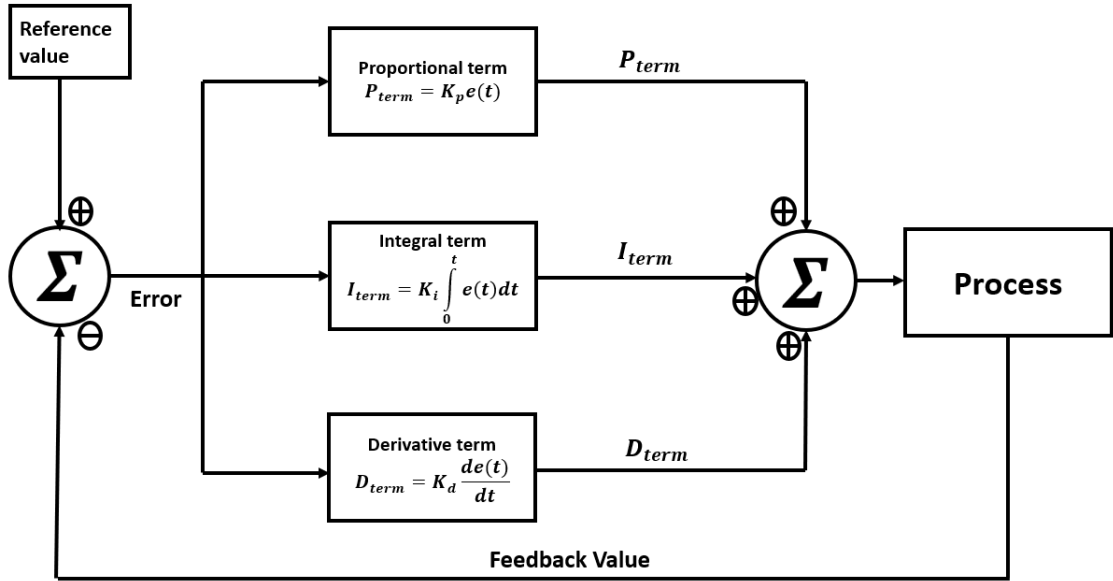 Reference
value
Proportional term
P_term = K_p e(t)
P_term
⊕
⊕
Σ
Error
⊖
Integral term
I_term = K_i ∫_0^t e(t)dt
I_term
⊕
Σ
⊕
Process
Derivative term
D_term = K_d de(t)/dt
D_term
Feedback Value